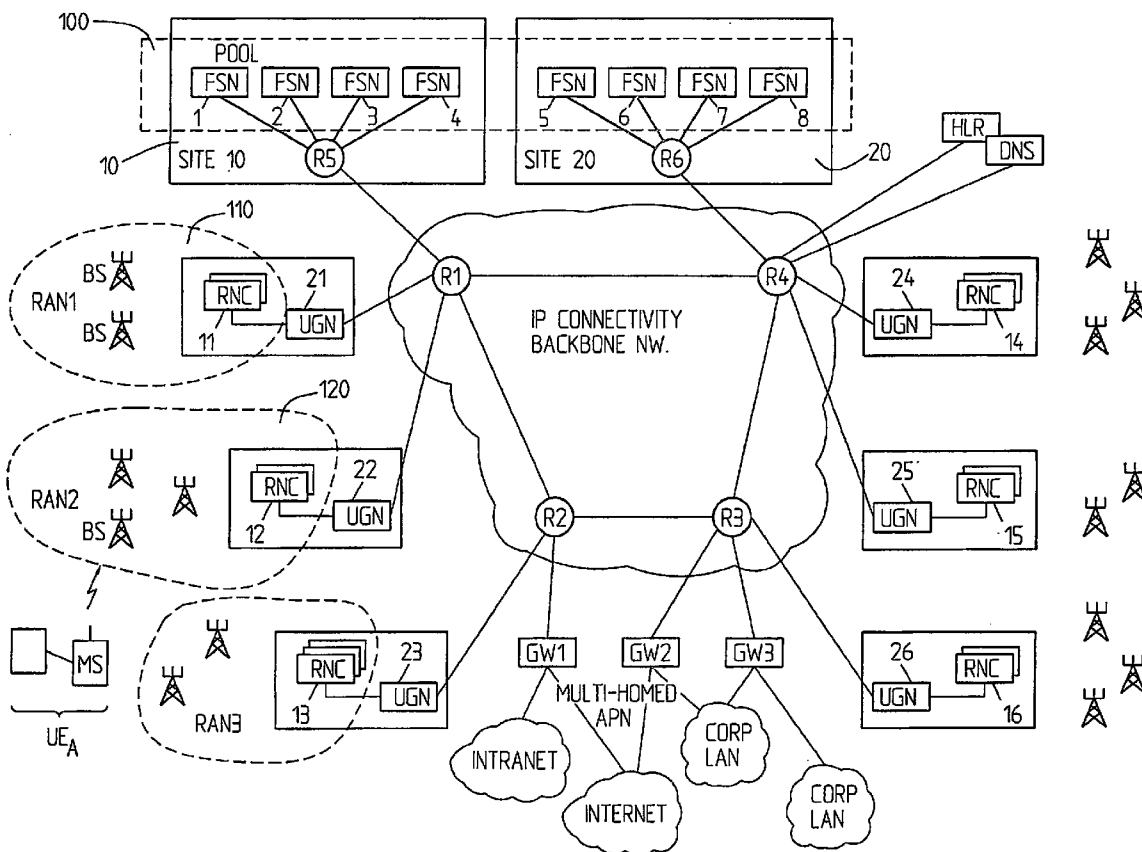 100
POOL
FSN FSN FSN FSN FSN FSN FSN FSN
1 2 3 4 5 6 7 8
10 SITE 10 R5 SITE 20 R6 20
HLR
DNS
110
BS
RAN1
BS
RNC
11
21
UGN
R1
R4
IP CONNECTIVITY
BACKBONE NW.
24
UGN
RNC
14
120
RAN2
BS
RNC
12
22
UGN
R2
R3
25
UGN
RNC
15
MS
UEA
RAN3
RNC
13
23
UGN
GW1
GW2
GW3
MULTI-HOMED
APN
26
UGN
RNC
16
INTRANET
INTERNET
CORP
LAN
CORP
LAN